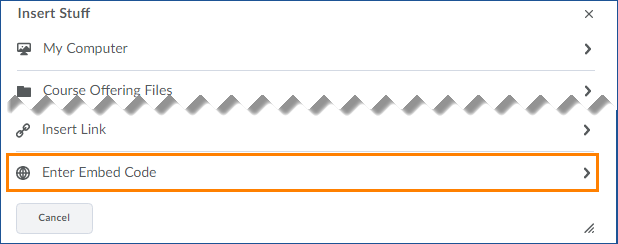 Insert Stuff
My Computer
Course Offering Files
Insert Link
Enter Embed Code
Cancel